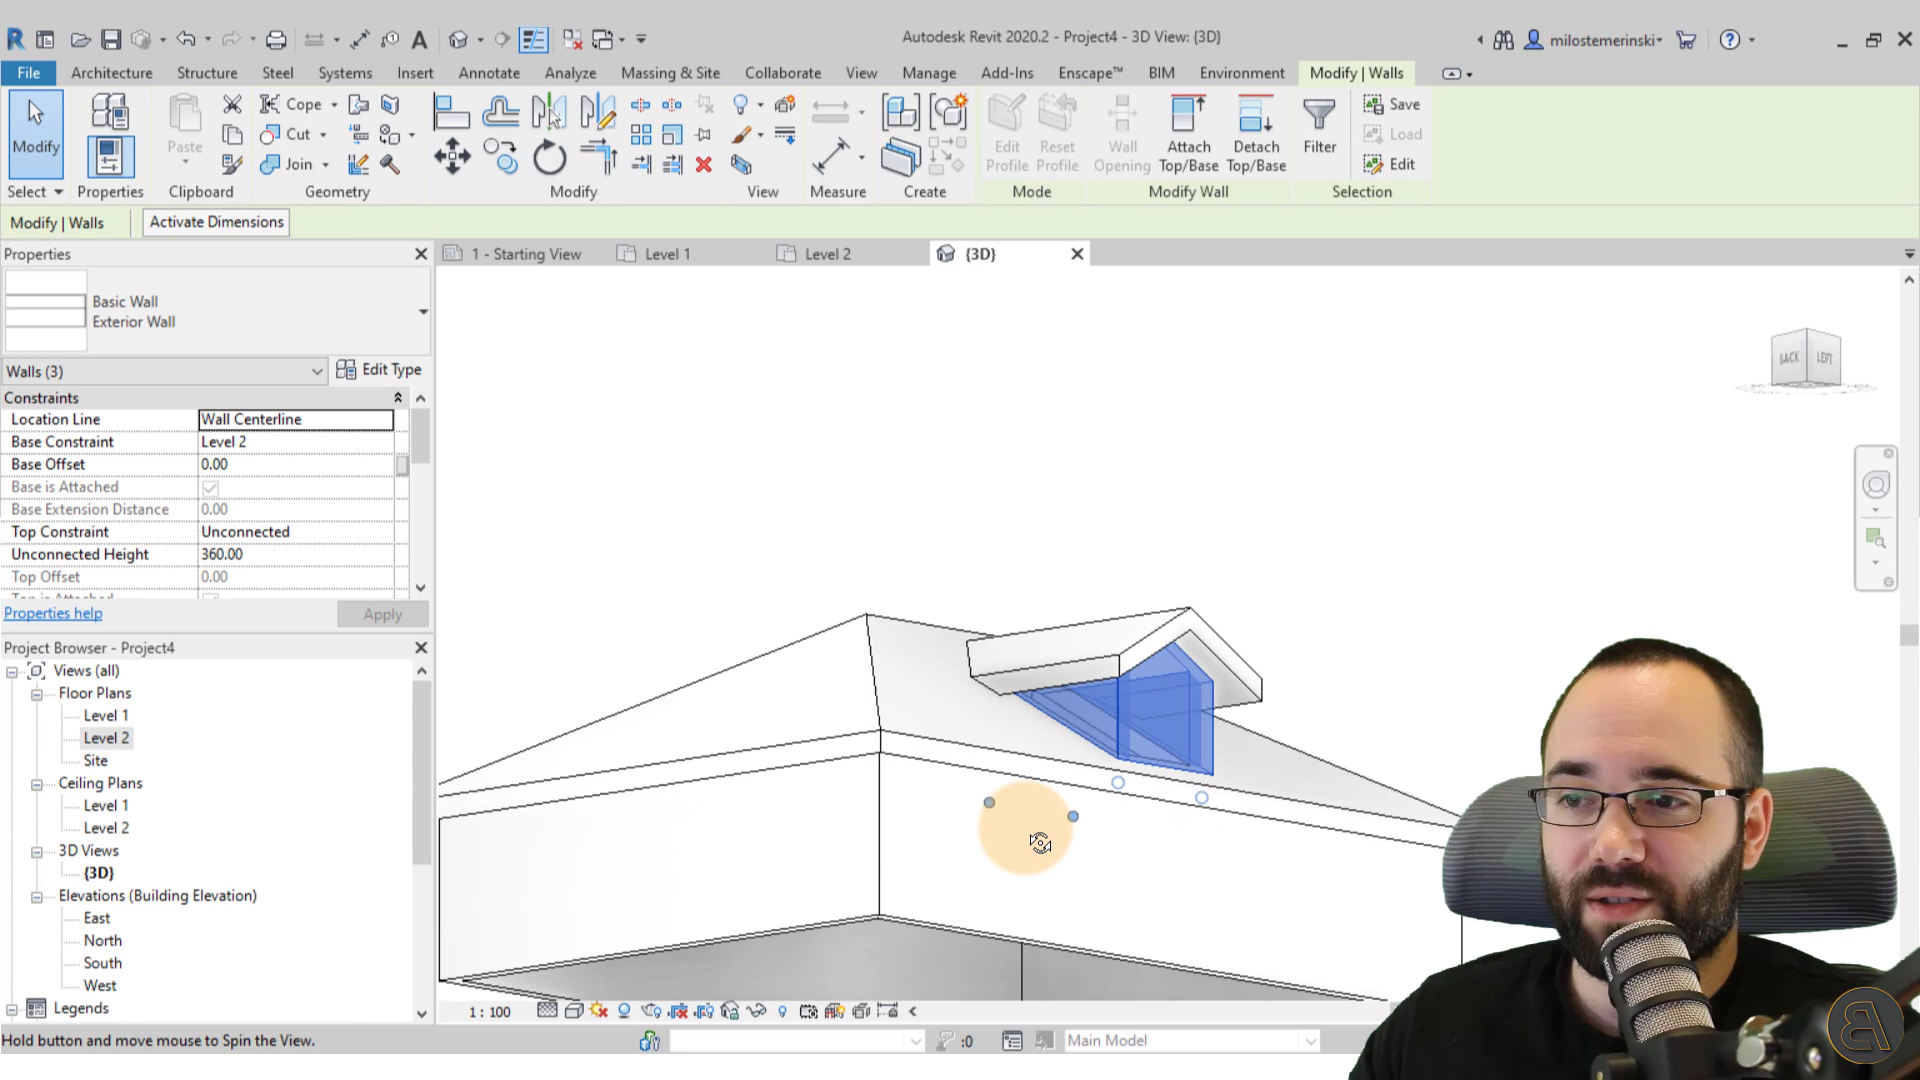 Autodesk Revit 2020.2 - Project4 - 3D View: {3D}
milostemerinski
File Architecture Structure Steel Systems Insert Annotate Analyze Massing & Site Collaborate View Manage Add-Ins Enscape™ BIM Environment Modify | Walls
Modify
Paste
Cope
Cut
Join
Edit Profile
Reset Profile
Wall Opening
Attach Top/Base
Detach Top/Base
Filter
Save
Load
Edit
Select Properties Clipboard Geometry Modify View Measure Create Mode Modify Wall Selection
Modify | Walls Activate Dimensions
Properties
1 - Starting View Level 1 Level 2 {3D}
Basic Wall
Exterior Wall
Walls (3) Edit Type
Constraints
Location Line Wall Centerline
Base Constraint Level 2
Base Offset 0.00
Base is Attached
Base Extension Distance 0.00
Top Constraint Unconnected
Unconnected Height 360.00
Top Offset 0.00
Properties help Apply
BACK LEFT
Project Browser - Project4
Views (all)
Floor Plans
Level 1
Level 2
Site
Ceiling Plans
Level 1
Level 2
3D Views
{3D}
Elevations (Building Elevation)
East
North
South
West
Legends
1 : 100
Hold button and move mouse to Spin the View.
:0
Main Model